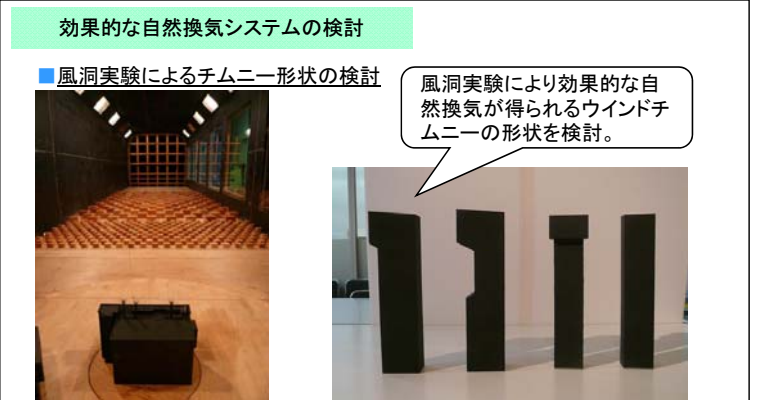 効果的な自然換気システムの検討
■風洞実験によるチムニー形状の検討
風洞実験により効果的な自
然換気が得られるウインドチ
ムニーの形状を検討。